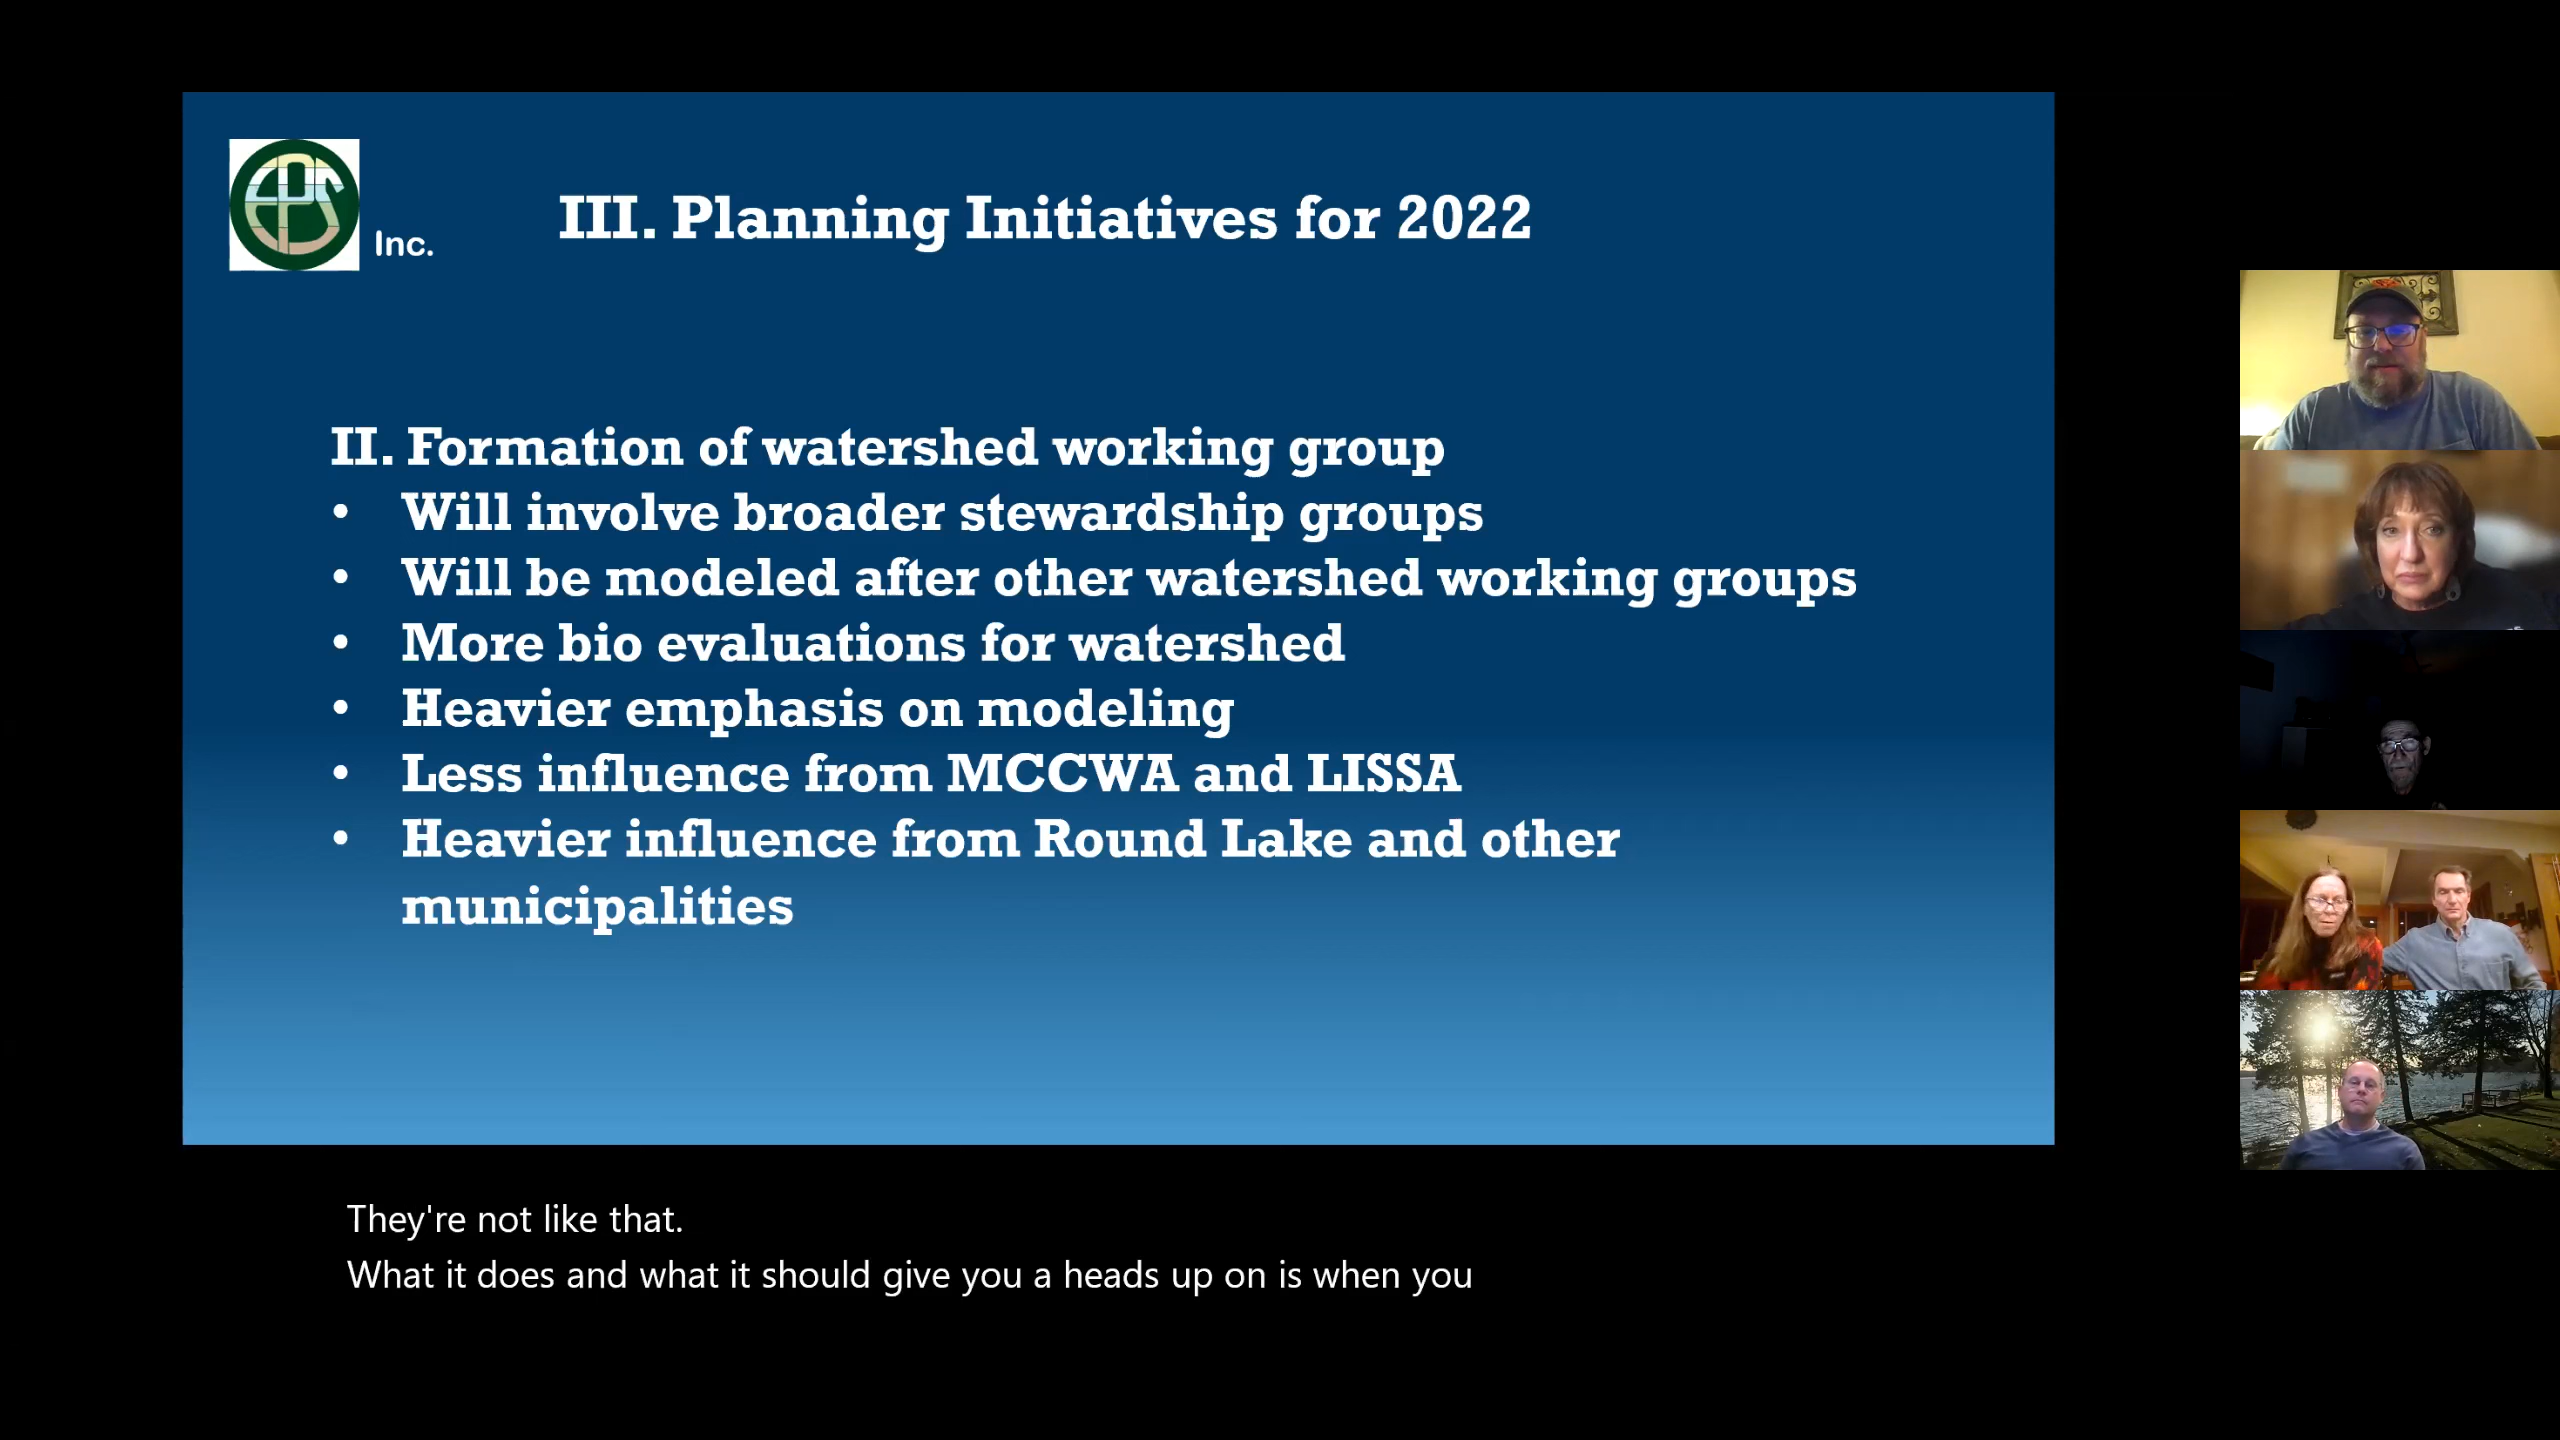 EPS
Inc.
III. Planning Initiatives for 2022
II. Formation of watershed working group
• Will involve broader stewardship groups
• Will be modeled after other watershed working groups
• More bio evaluations for watershed
• Heavier emphasis on modeling
• Less influence from MCCWA and LISSA
• Heavier influence from Round Lake and other
municipalities
They're not like that.
What it does and what it should give you a heads up on is when you